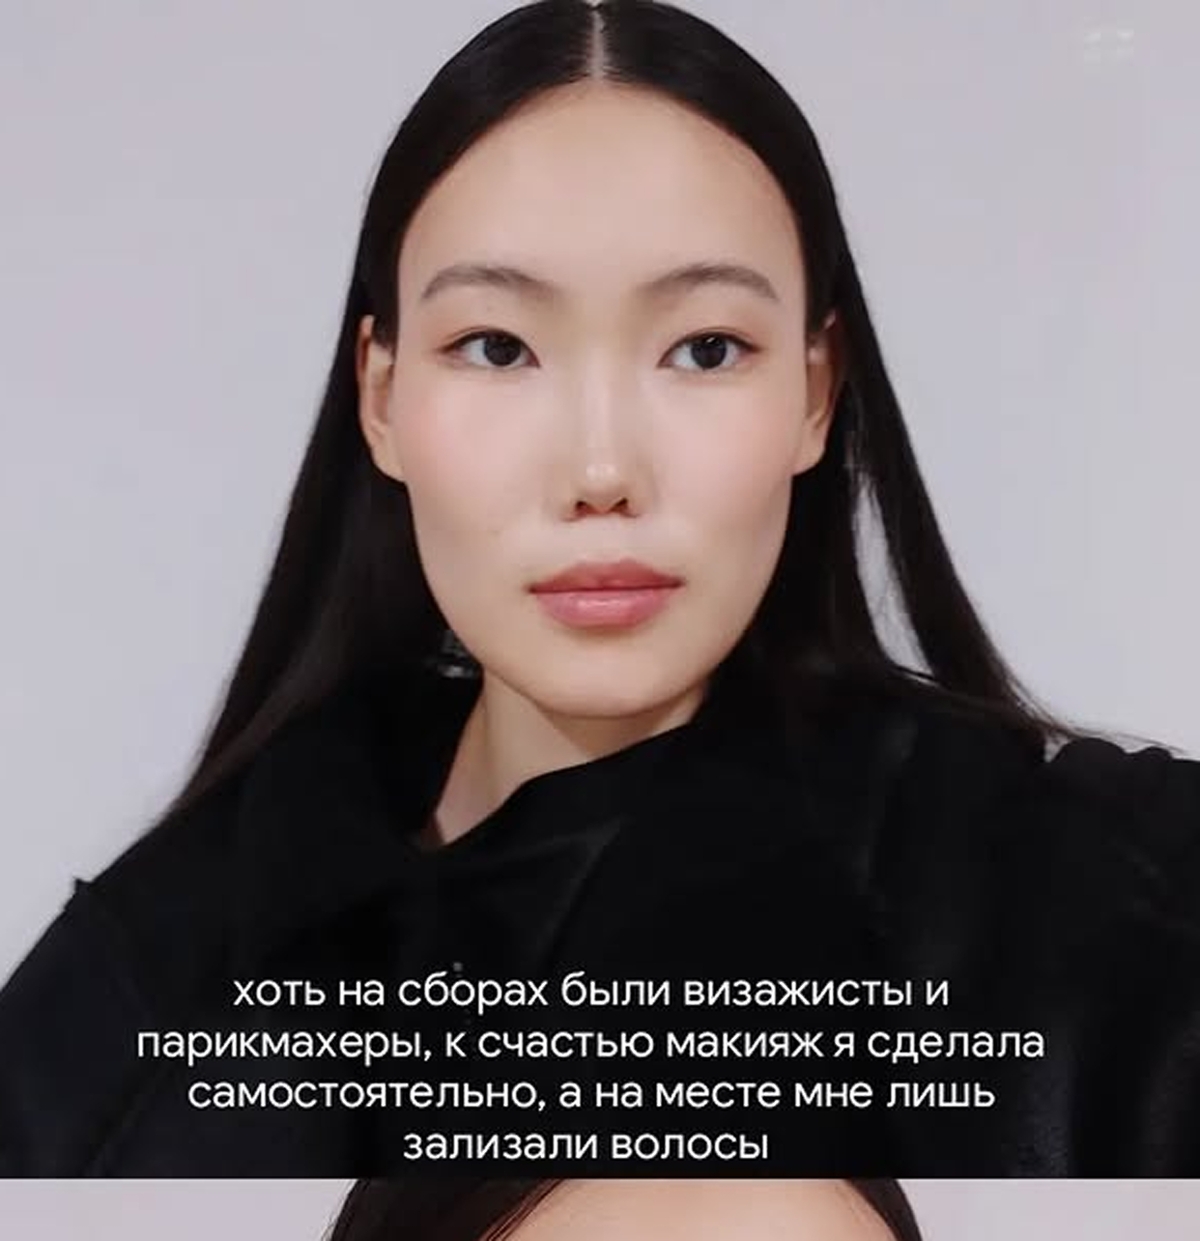 хоть на сборах были визажисты и
парикмахеры, к счастью макияж я сделала
самостоятельно, а на месте мне лишь
зализали волосы